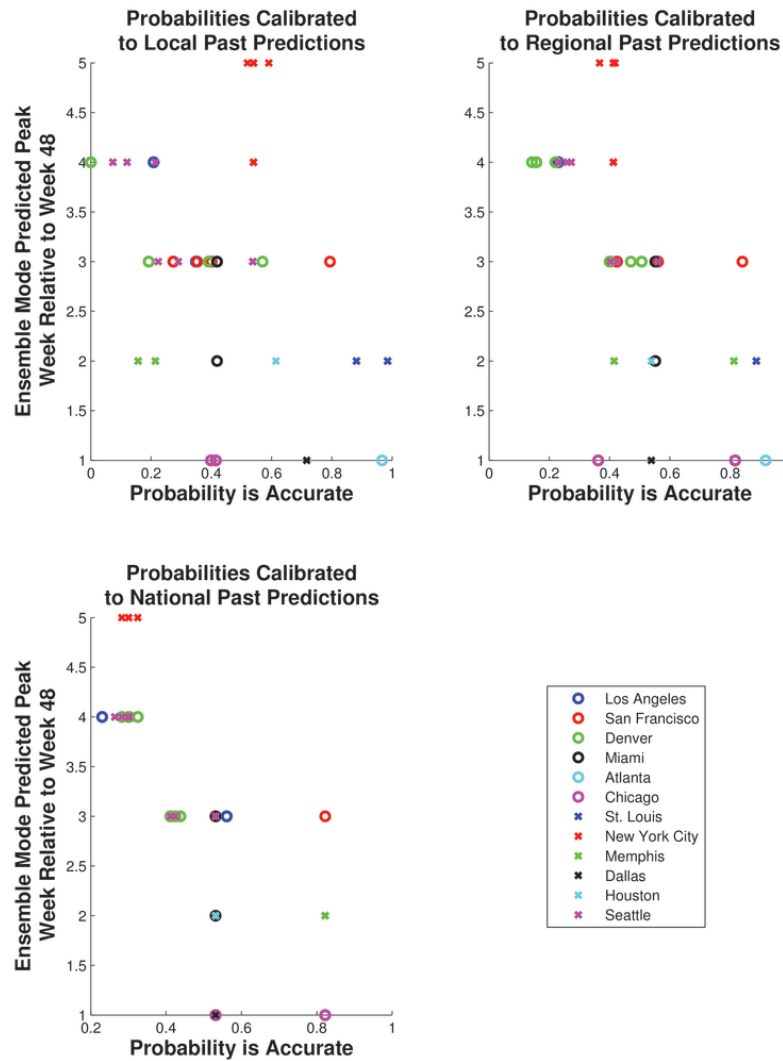 Probabilities Calibrated
to Local Past Predictions
Ensemble Mode Predicted Peak
Week Relative to Week 48
5
4.5
4
3.5
3
2.5
2
1.5
1
0
0.2
0.4
0.6
0.8
1
Probability is Accurate
Probabilities Calibrated
to Regional Past Predictions
5
4.5
4
3.5
3
2.5
2
1.5
1
0
0.2
0.4
0.6
0.8
Probability is Accurate
Probabilities Calibrated
to National Past Predictions
Ensemble Mode Predicted Peak
Week Relative to Week 48
5
4.5
4
3.5
3
2.5
2
1.5
1
0.2
0.4
0.6
0.8
1
Probability is Accurate
Los Angeles
San Francisco
Denver
Miami
Atlanta
Chicago
St. Louis
New York City
Memphis
Dallas
Houston
Seattle